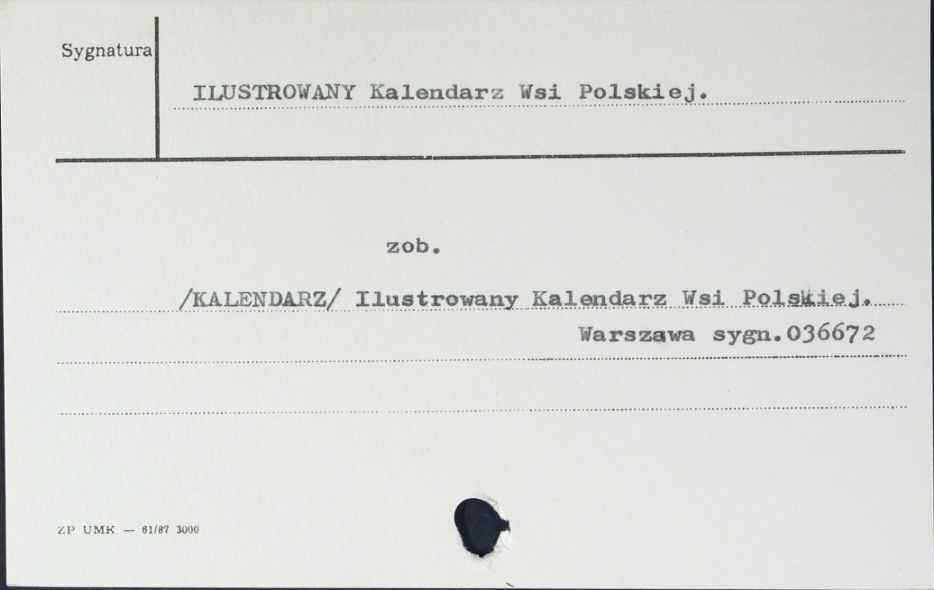 Sygnatura
ILUSTROWANY Kalendarz Wsi Polskiej.
zob.
/KALENDARZ/ Ilustrowany Kalendarz Wsi Polskiej.
Warszawa sygn.036672
ZP UMK — 61/87 3000